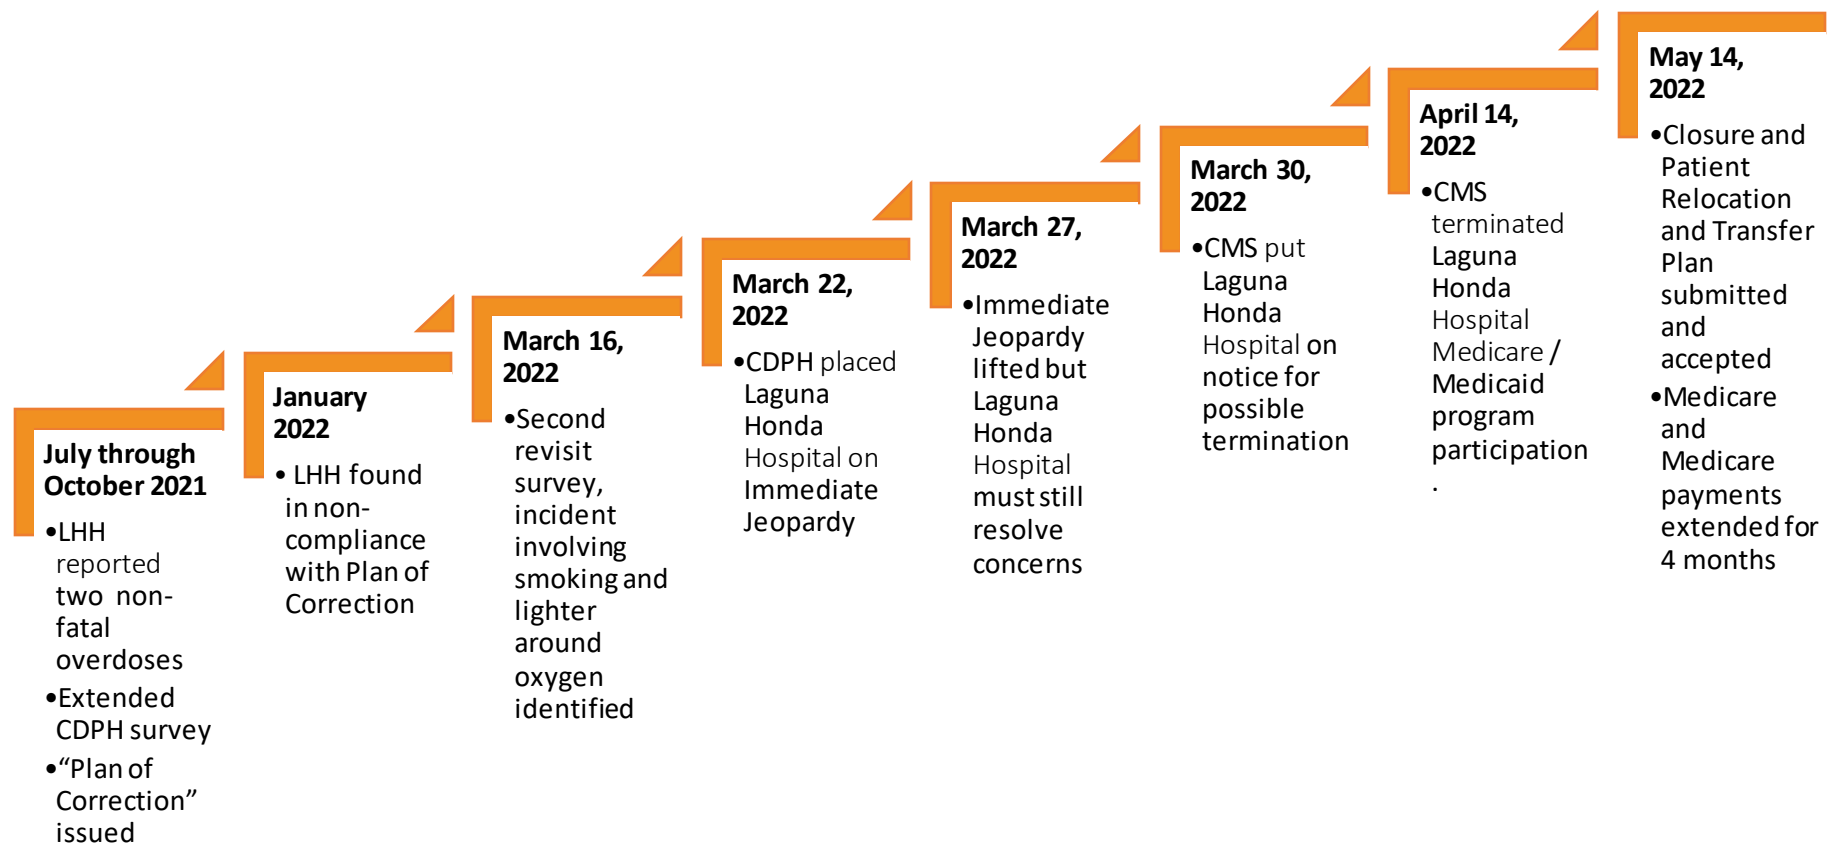 July through
October 2021
•LHH
reported
two non-
fatal
overdoses
•Extended
CDPH survey
•“Plan of
Correction”
issued
January
2022
• LHH found
in non-
compliance
with Plan of
Correction
March 16,
2022
•Second
revisit
survey,
incident
involving
smoking and
lighter
around
oxygen
identified
March 22,
2022
•CDPH placed
Laguna
Honda
Hospital on
Immediate
Jeopardy
March 27,
2022
•Immediate
Jeopardy
lifted but
Laguna
Honda
Hospital
must still
resolve
concerns
March 30,
2022
•CMS put
Laguna
Honda
Hospital on
notice for
possible
termination
April 14,
2022
•CMS
terminated
Laguna
Honda
Hospital
Medicare /
Medicaid
program
participation
.
May 14,
2022
•Closure and
Patient
Relocation
and Transfer
Plan
submitted
and
accepted
•Medicare
and
Medicare
payments
extended for
4 months